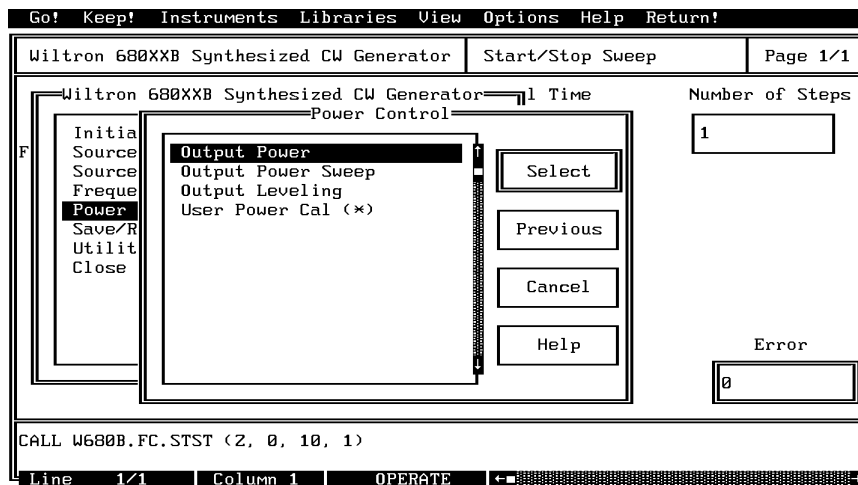 Go! Keep! Instruments Libraries View Options Help Return!
Wiltron 680XXB Synthesized CW Generator Start/Stop Sweep Page 1/1
Wiltron 680XXB Synthesized CW Generator l Time Number of Steps
Power Control
1
Initia
F Source
Source
Freque
Power
Save/R
Utilit
Close
Output Power
Output Power Sweep
Output Leveling
User Power Cal (*)
Select
Previous
Cancel
Help
Error
0
CALL W680B.FC.STST (2, 0, 10, 1)
Line 1/1 Column 1 OPERATE